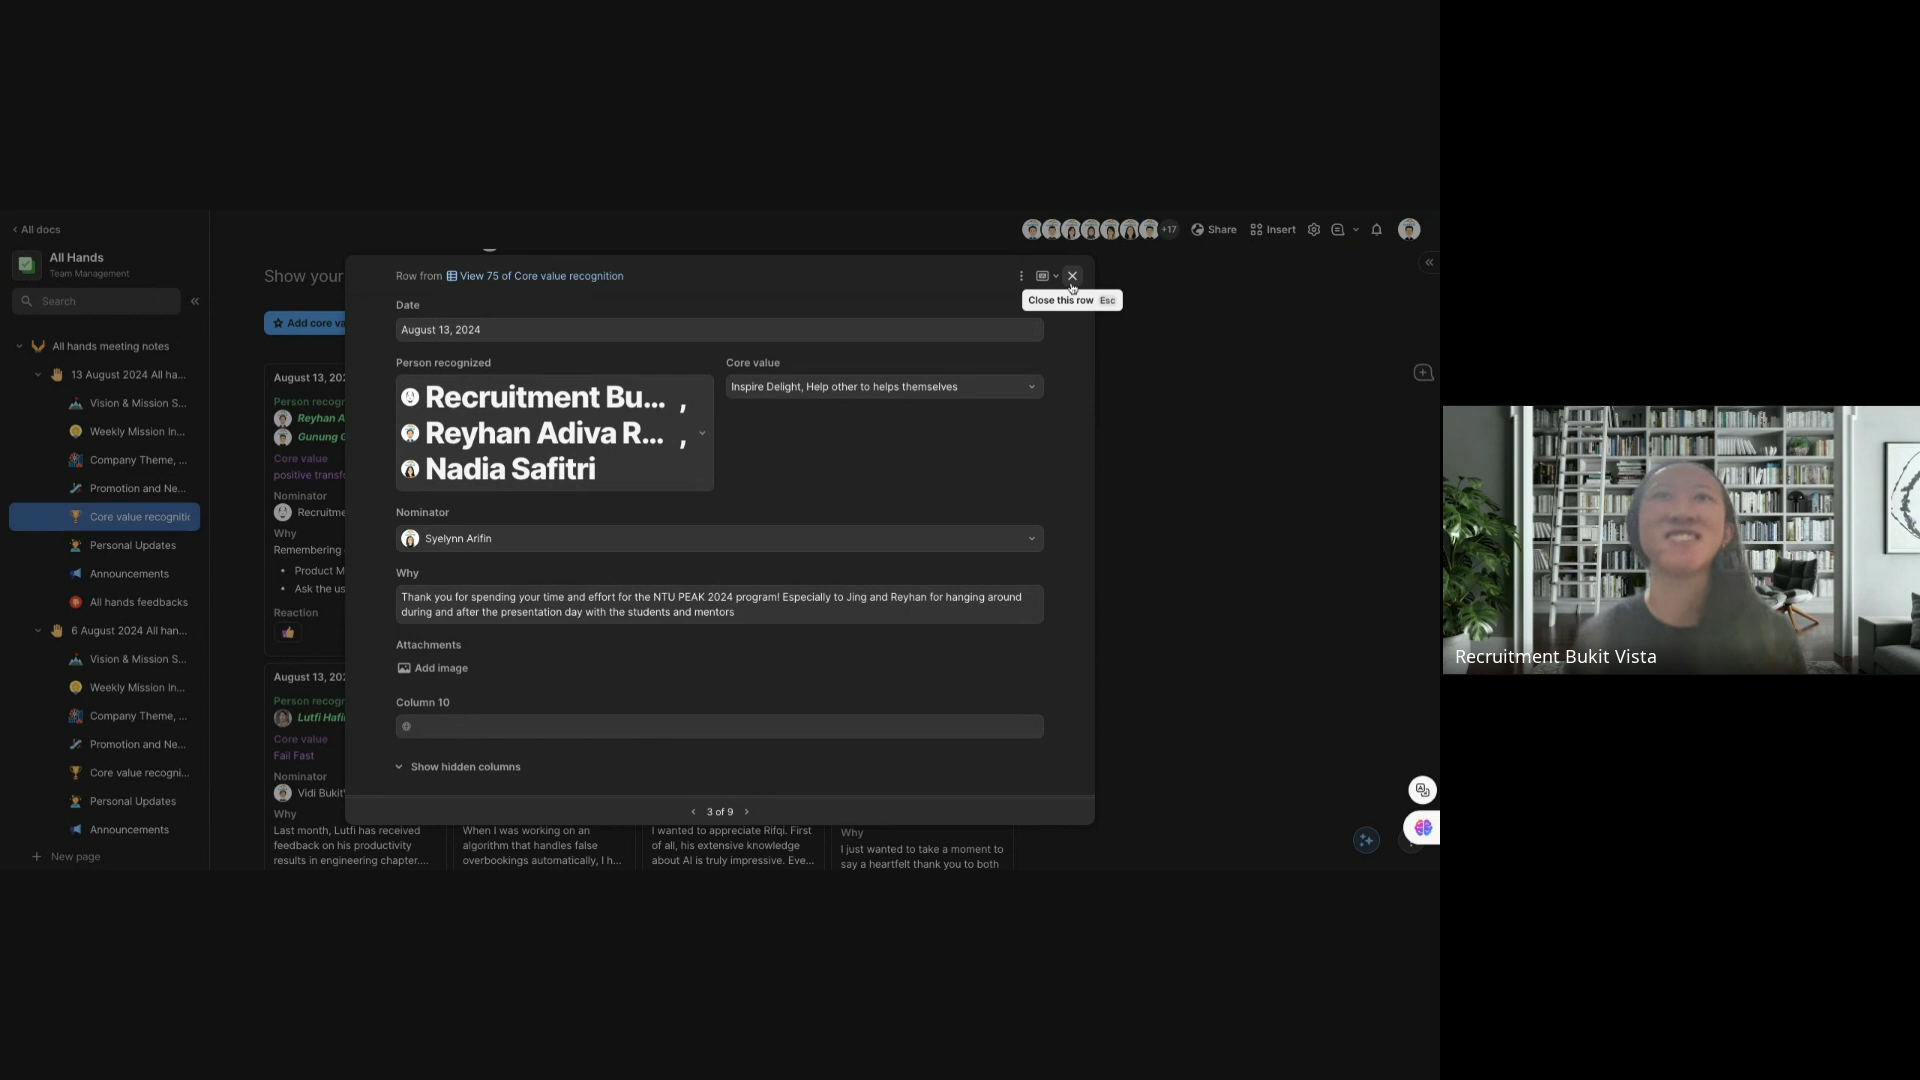 All docs
All Hands
Team Management
Search
All hands meeting notes
13 August 2024 All ha...
Vision & Mission S...
Weekly Mission In...
Company Theme, ...
Promotion and Ne...
Core value recogniti
Personal Updates
Announcements
All hands feedbacks
6 August 2024 All han...
Vision & Mission S...
Weekly Mission In...
Company Theme, ...
Promotion and Ne...
Core value recogni...
Personal Updates
Announcements
New page
+17
Share
Insert
Show your
Add core va
August 13, 202
Person recogn
Reyhan A
Gunung G
Core value
positive transfo
Nominator
Recruitme
Why
Remembering
• Product M
• Ask the us
Reaction
August 13, 202
Person recogn
Lutfi Hafi
Core value
Fail Fast
Nominator
Vidi Bukit
Why
Last month, Lutfi has received
feedback on his productivity
results in engineering chapter....
When I was working on an
algorithm that handles false
overbookings automatically, I h...
I wanted to appreciate Rifqi. First
of all, his extensive knowledge
about AI is truly impressive. Eve...
Why
I just wanted to take a moment to
say a heartfelt thank you to both
Row from View 75 of Core value recognition
Close this row Esc
Date
August 13, 2024
Person recognized
Recruitment Bu... ,
Reyhan Adiva R... ,
Nadia Safitri
Core value
Inspire Delight, Help other to helps themselves
Nominator
Syelynn Arifin
Why
Thank you for spending your time and effort for the NTU PEAK 2024 program! Especially to Jing and Reyhan for hanging around
during and after the presentation day with the students and mentors
Attachments
Add image
Column 10
Show hidden columns
3 of 9
Recruitment Bukit Vista